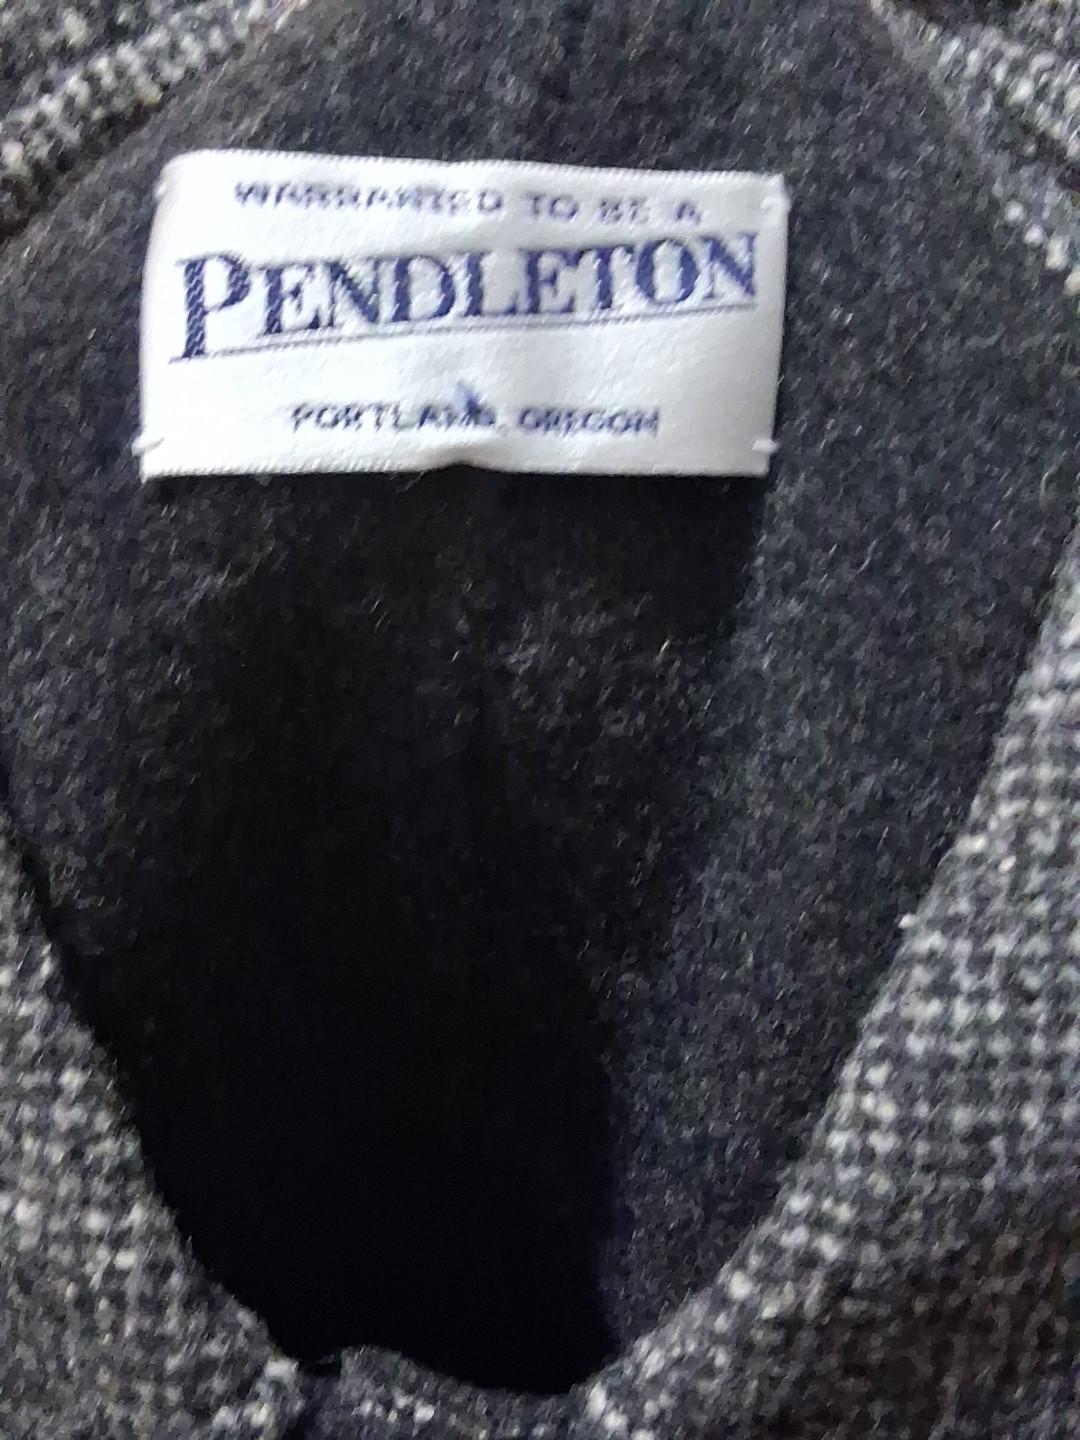 WARRANTED TO BE A
PENDLETON
PORTLAND, OREGON